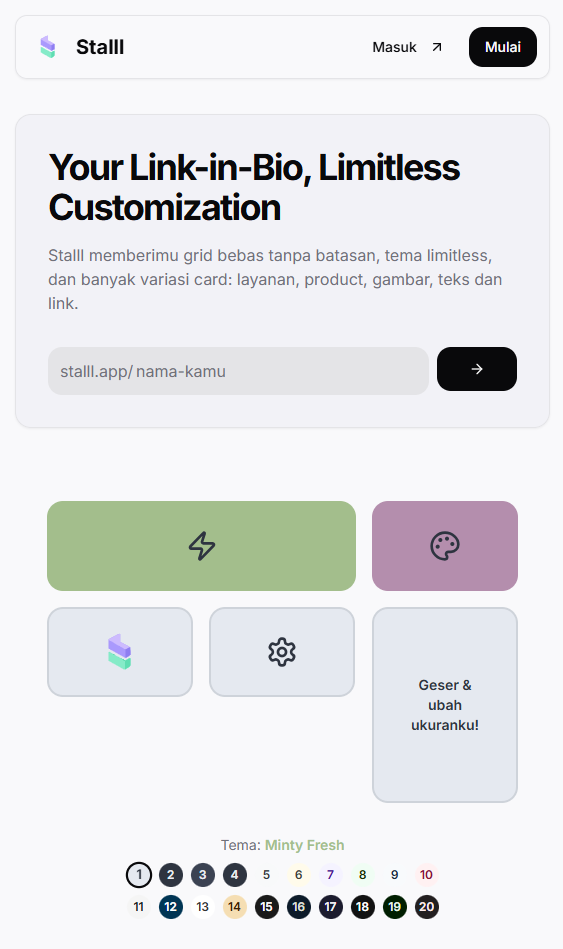 Stalll
Masuk
Mulai
Your Link-in-Bio, Limitless
Customization
Stalll memberimu grid bebas tanpa batasan, tema limitless,
dan banyak variasi card: layanan, product, gambar, teks dan
link.
stalll.app/ nama-kamu
Geser &
ubah
ukuranku!
Tema: Minty Fresh
1 2 3 4 5 6 7 8 9 10
11 12 13 14 15 16 17 18 19 20